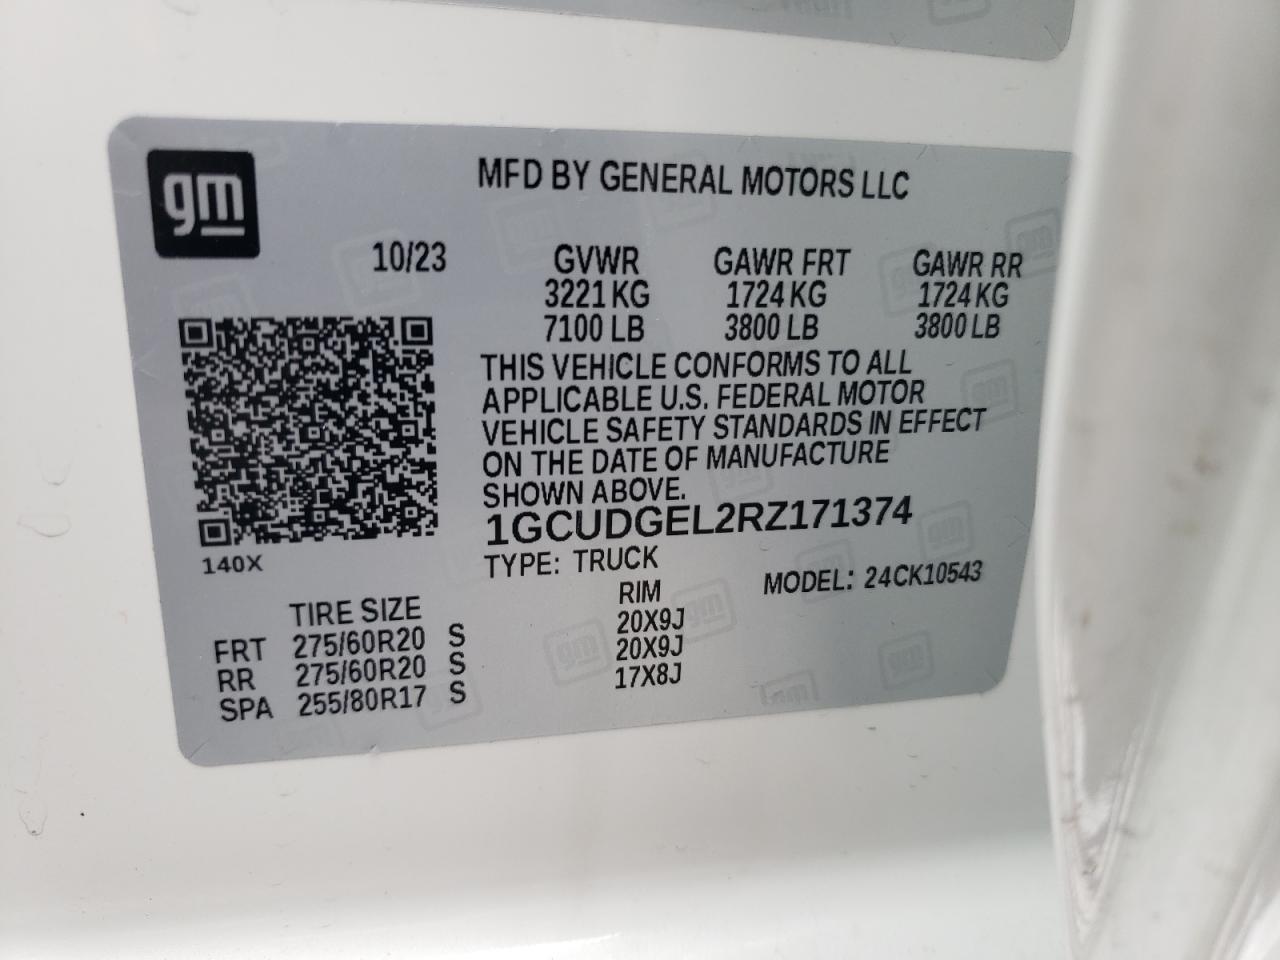 gm
MFD BY GENERAL MOTORS LLC
10/23
GVWR GAWR FRT GAWR RR
3221 KG 1724 KG 1724 KG
7100 LB 3800 LB 3800 LB
THIS VEHICLE CONFORMS TO ALL
APPLICABLE U.S. FEDERAL MOTOR
VEHICLE SAFETY STANDARDS IN EFFECT
ON THE DATE OF MANUFACTURE
SHOWN ABOVE.
1GCUDGEL2RZ171374
140X
TYPE: TRUCK
MODEL: 24CK10543
TIRE SIZE RIM
FRT 275/60R20 S 20X9J
RR 275/60R20 S 20X9J
SPA 255/80R17 S 17X8J